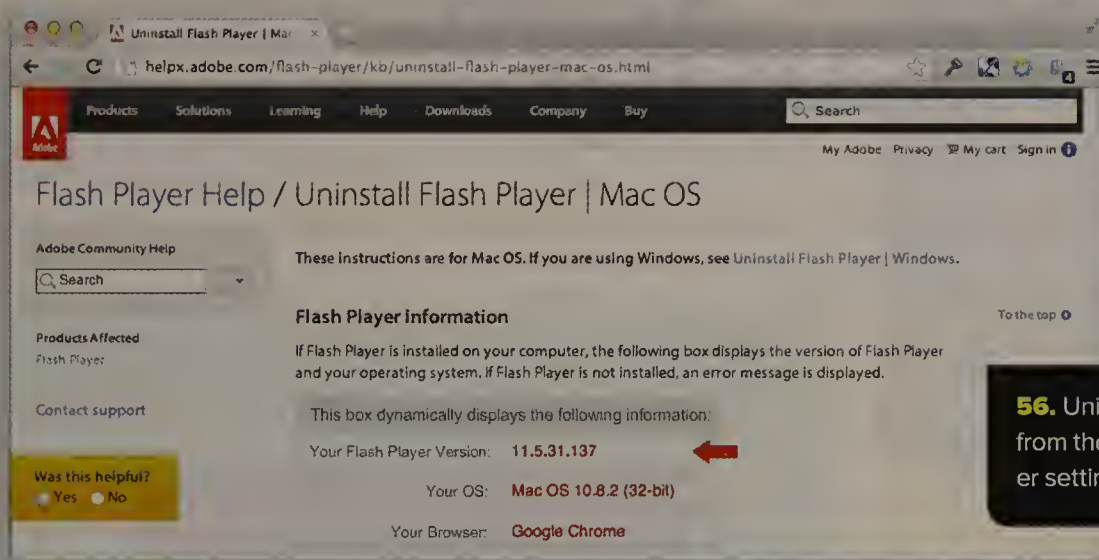 Uninstall Flash Player | Mac ×
helpx.adobe.com/flash-player/kb/uninstall-flash-player-mac-os.html
Products Solutions Learning Help Downloads Company Buy Search
Adobe
My Adobe Privacy My cart Sign in
Flash Player Help / Uninstall Flash Player | Mac OS
Adobe Community Help
Search
These instructions are for Mac OS. If you are using Windows, see Uninstall Flash Player | Windows.
Products Affected
Flash Player
Contact support
Was this helpful?
Yes No
Flash Player information
To the top
If Flash Player is installed on your computer, the following box displays the version of Flash Player
and your operating system. If Flash Player is not installed, an error message is displayed.
This box dynamically displays the following information:
Your Flash Player Version: 11.5.31.137
Your OS: Mac OS 10.8.2 (32-bit)
Your Browser: Google Chrome
56. Uni
from the
er settin